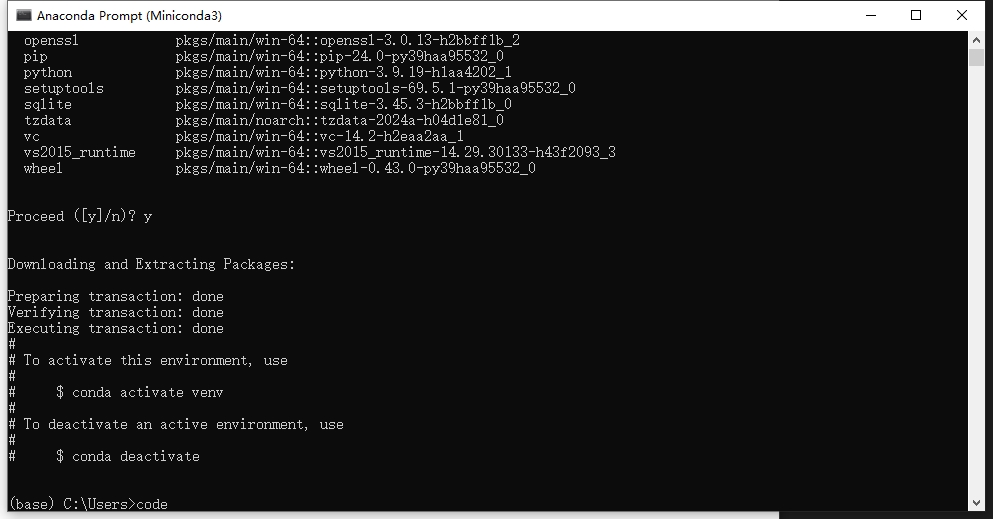 Anaconda Prompt (Miniconda3)
openssl pkgs/main/win-64::openssl-3.0.13-h2bbff1b_2
pip pkgs/main/win-64::pip-24.0-py39haa95532_0
python pkgs/main/win-64::python-3.9.19-h1aa4202_1
setuptools pkgs/main/win-64::setuptools-69.5.1-py39haa95532_0
sqlite pkgs/main/win-64::sqlite-3.45.3-h2bbff1b_0
tzdata pkgs/main/noarch::tzdata-2024a-h04d1e81_0
vc pkgs/main/win-64::vc-14.2-h2eaa2aa_1
vs2015_runtime pkgs/main/win-64::vs2015_runtime-14.29.30133-h43f2093_3
wheel pkgs/main/win-64::wheel-0.43.0-py39haa95532_0
Proceed ([y]/n)? y
Downloading and Extracting Packages:
Preparing transaction: done
Verifying transaction: done
Executing transaction: done
#
# To activate this environment, use
#
#     $ conda activate venv
#
# To deactivate an active environment, use
#
#     $ conda deactivate
(base) C:\Users>code